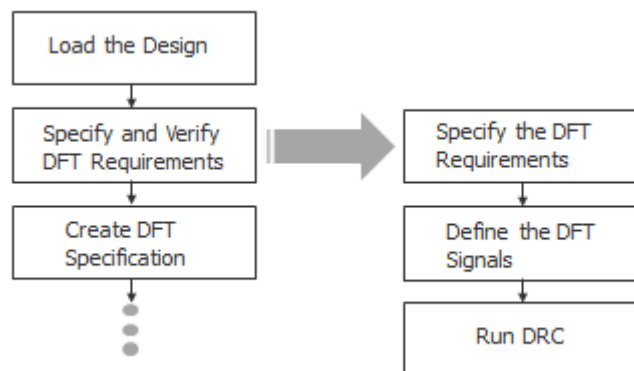 Load the Design
Specify and Verify
DFT Requirements
Create DFT
Specification
Specify the DFT
Requirements
Define the DFT
Signals
Run DRC